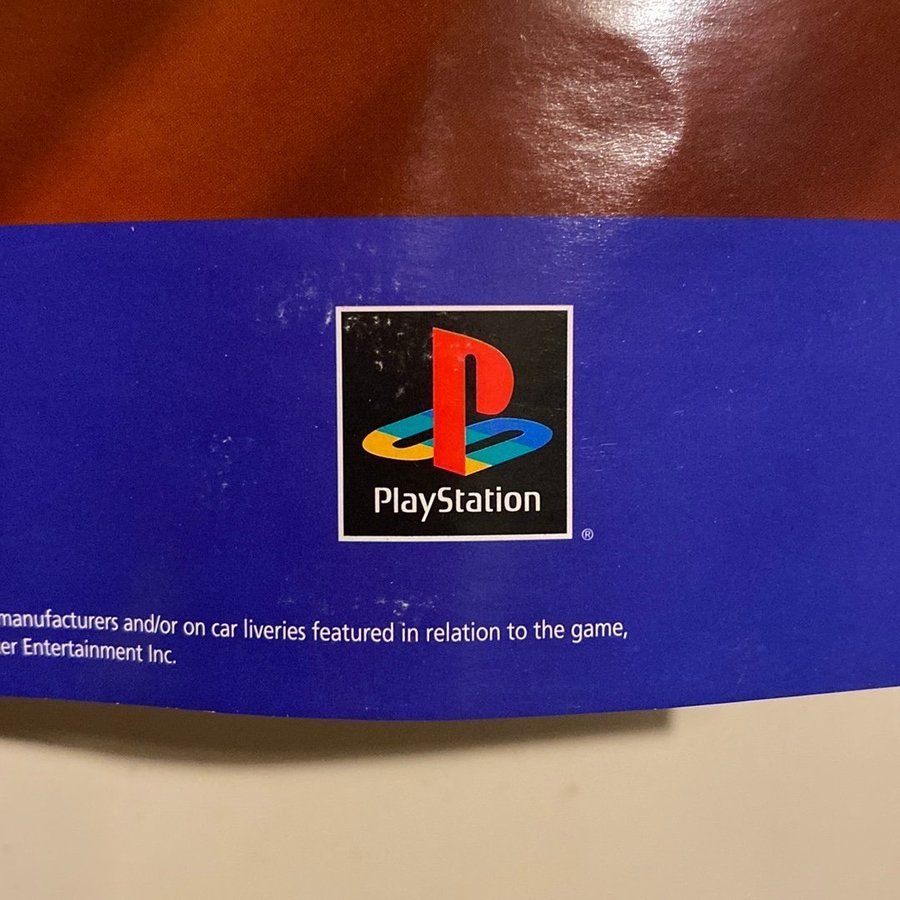 PlayStation
®
manufacturers and/or on car liveries featured in relation to the game,
er Entertainment Inc.